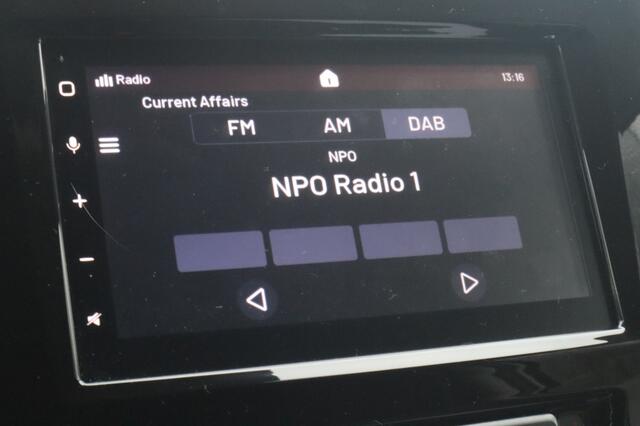 Radio
13:16
Current Affairs
FM AM DAB
NPO
NPO Radio 1
+
-